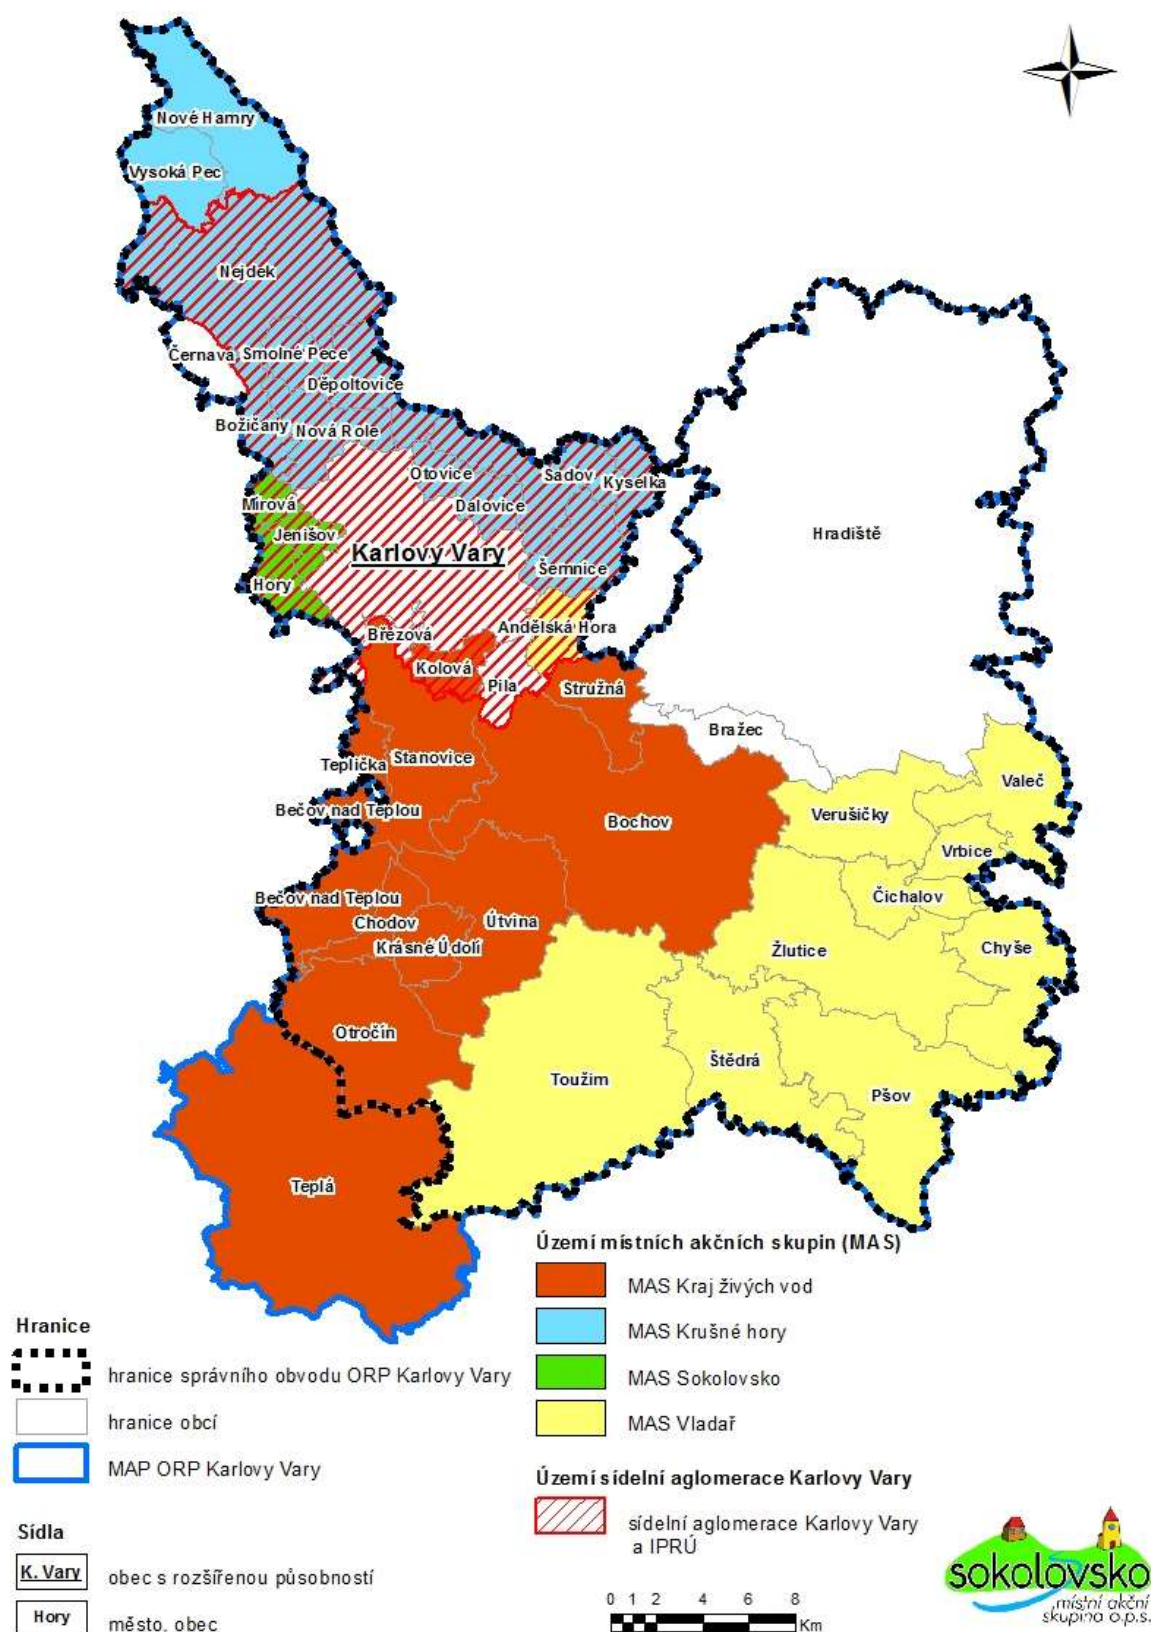 Nové Hamry
Vysoká Pec
Nejdek
Černava
Smolné Pece
Děpoltovice
Božičany
Nová Role
Otovice
Sadov
Kyselka
Mírová
Dalovice
Jenišov
Hradiště
Karlovy Vary
Šemnice
Hory
Andělská Hora
Březová
Kolová
Pila
Stružná
Bražec
Stanovice
Teplička
Valeč
Bečov nad Teplou
Verušičky
Bochov
Vrbice
Čichalov
Bečov nad Teplou
Chodov
Útvina
Krásné Údolí
Žlutice
Chyše
Otročín
Štědrá
Toužim
Pšov
Teplá
Území místních akčních skupin (MAS)
MAS Kraj živých vod
MAS Krušné hory
MAS Sokolovsko
MAS Vladař
Hranice
hranice správního obvodu ORP Karlovy Vary
hranice obcí
MAP ORP Karlovy Vary
Území sídelní aglomerace Karlovy Vary
sídelní aglomerace Karlovy Vary
a IPRÚ
Sídla
K. Vary
obec s rozšířenou působností
Hory
město, obec
0 1 2 4 6 8
Km
sokolovsko
místní akční
skupina o.p.s.